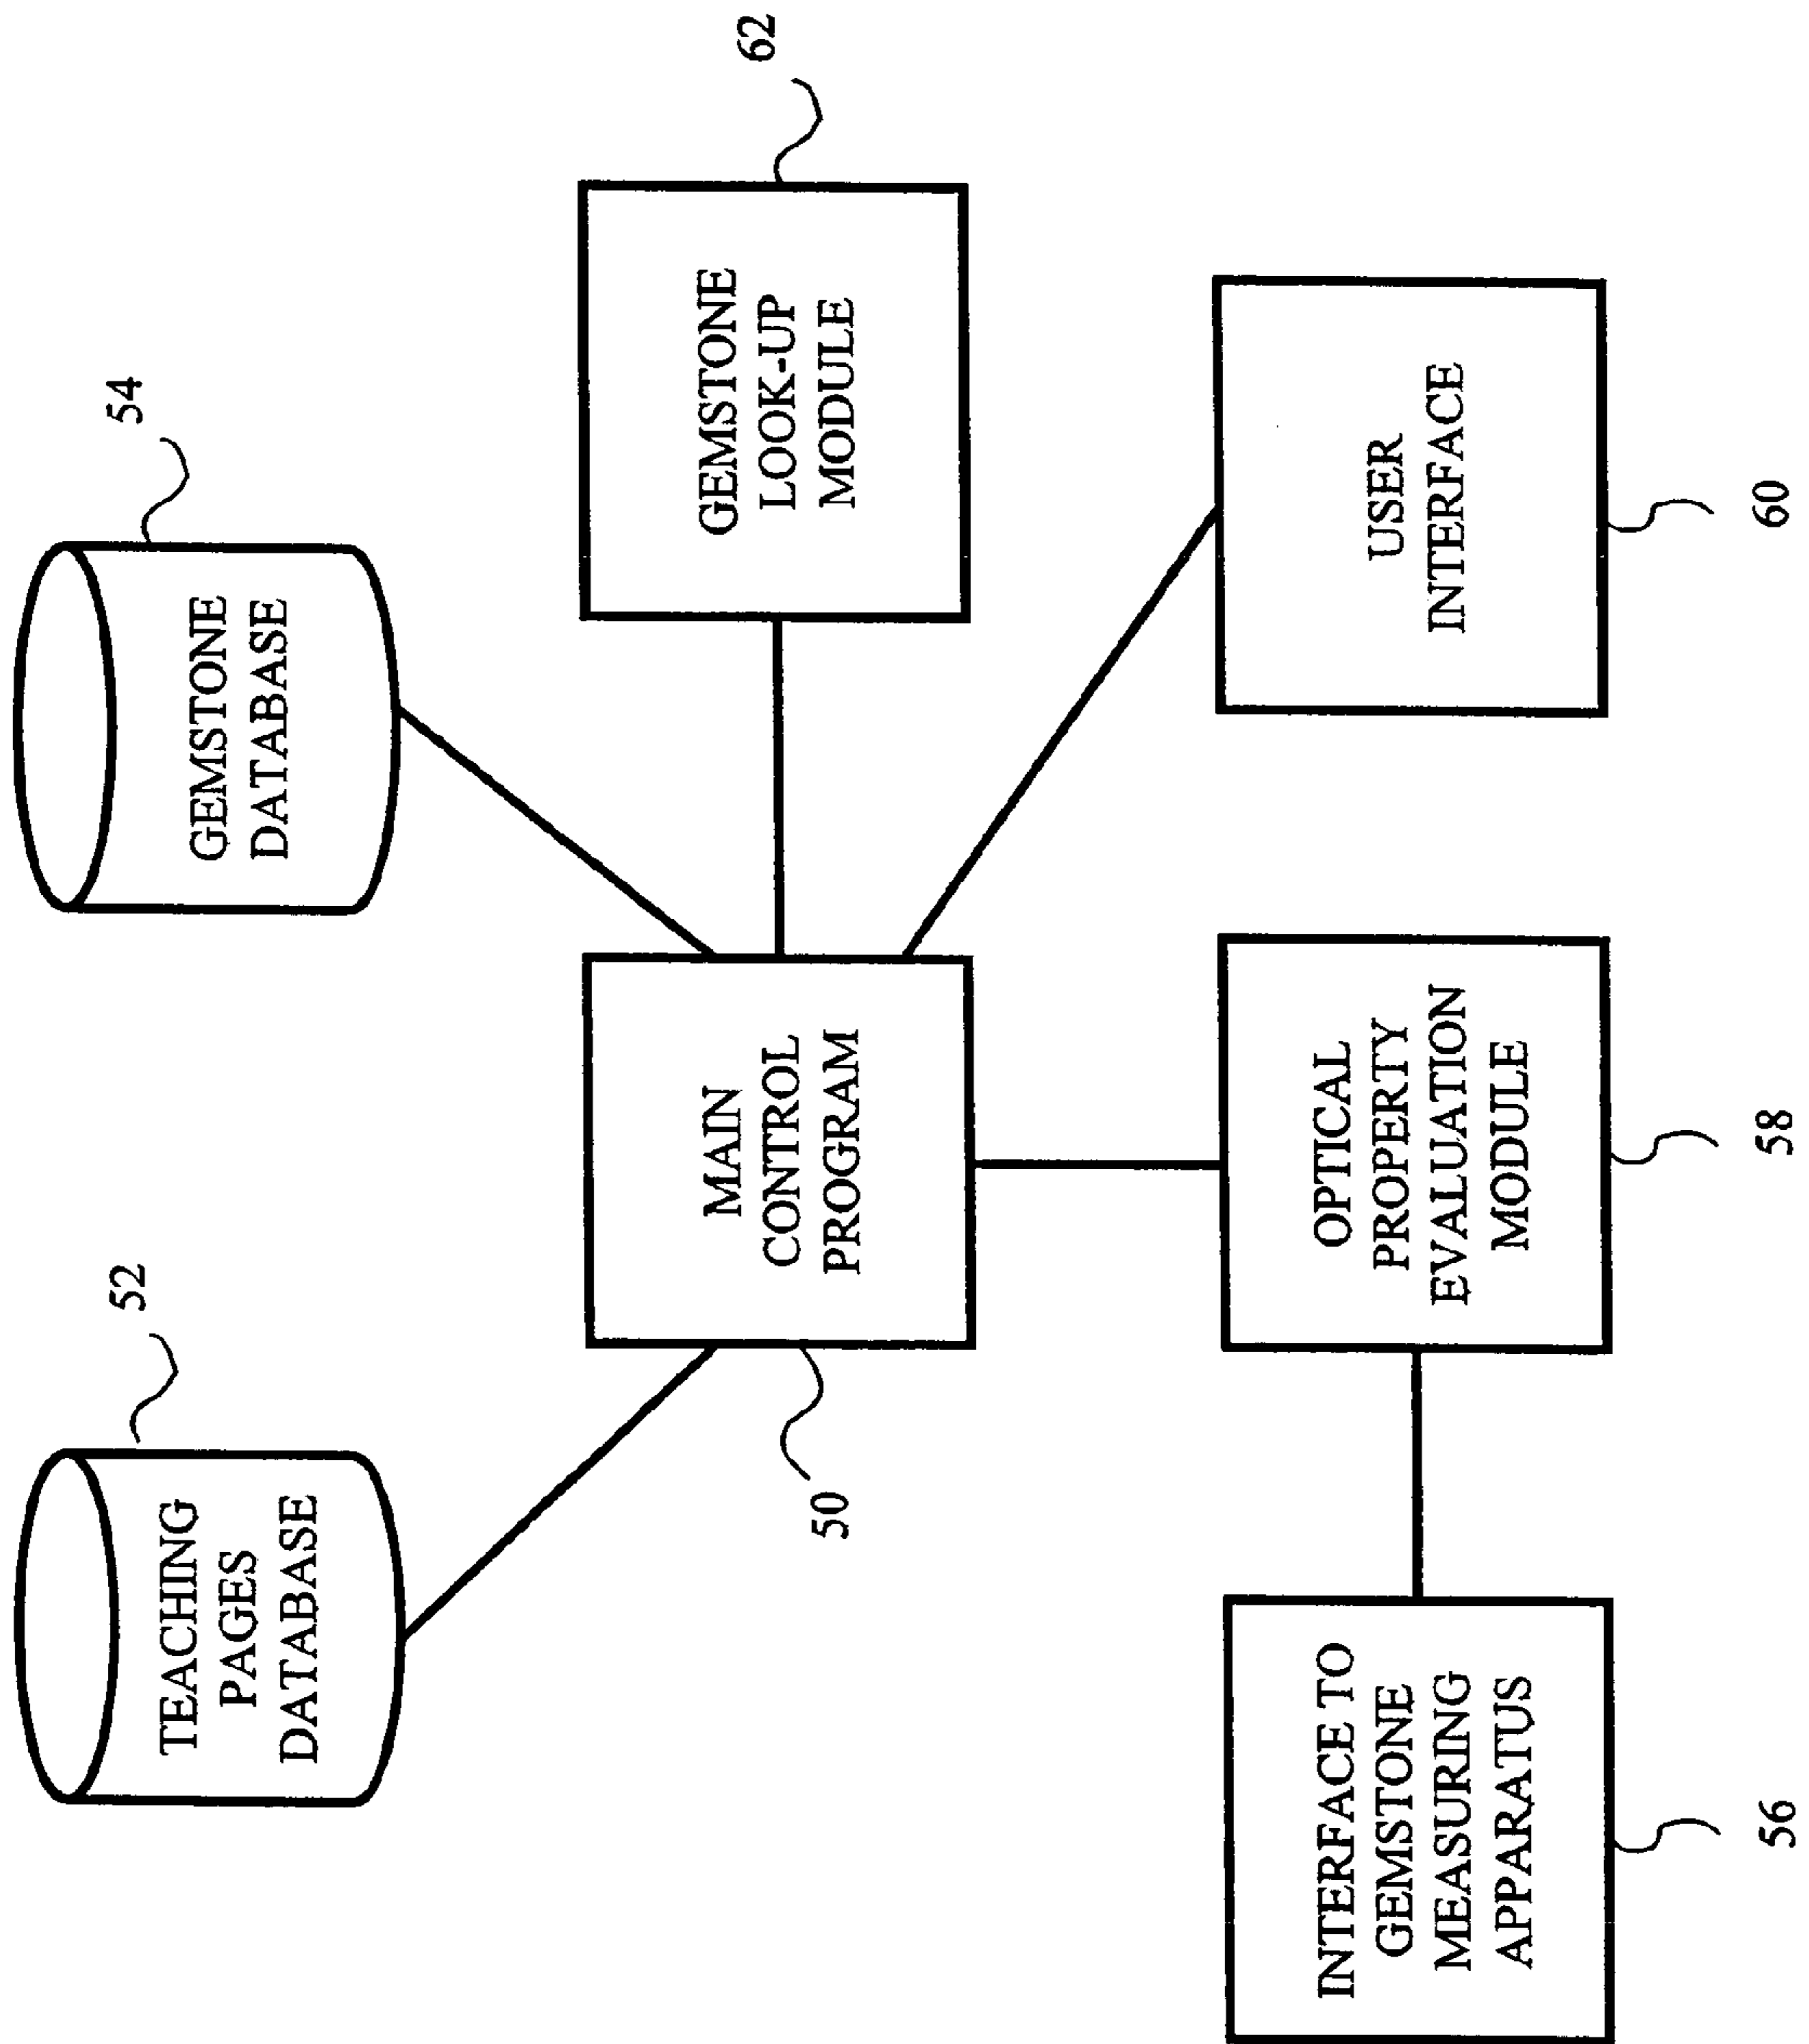 52
TEACHING
PAGES
DATABASE
54
GEMSTONE
DATABASE
50
MAIN
CONTROL
PROGRAM
62
GEMSTONE
LOOK-UP
MODULE
56
INTERFACE TO
GEMSTONE
MEASURING
APPARATUS
58
OPTICAL
PROPERTY
EVALUATION
MODULE
60
USER
INTERFACE